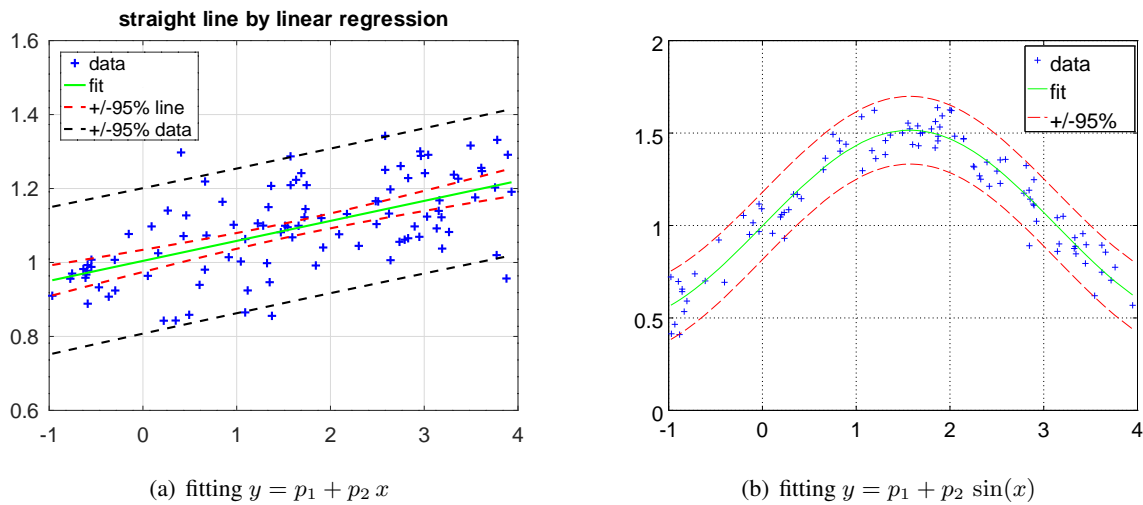 straight line by linear regression
1.6
1.4
1.2
1
0.8
0.6
-1
0
1
2
3
4
data
fit
+/-95% line
+/-95% data
2
1.5
1
0.5
0
-1
0
1
2
3
4
data
fit
+/-95%
(a) fitting y = p₁ + p₂ x
(b) fitting y = p₁ + p₂ sin(x)